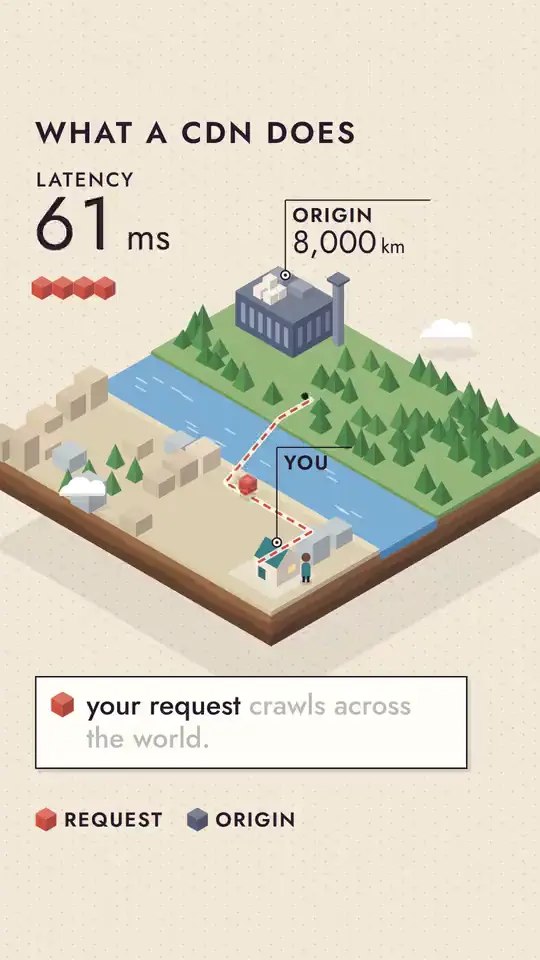 WHAT A CDN DOES
LATENCY
61 ms
ORIGIN
8,000 km
YOU
your request crawls across
the world.
REQUEST ORIGIN